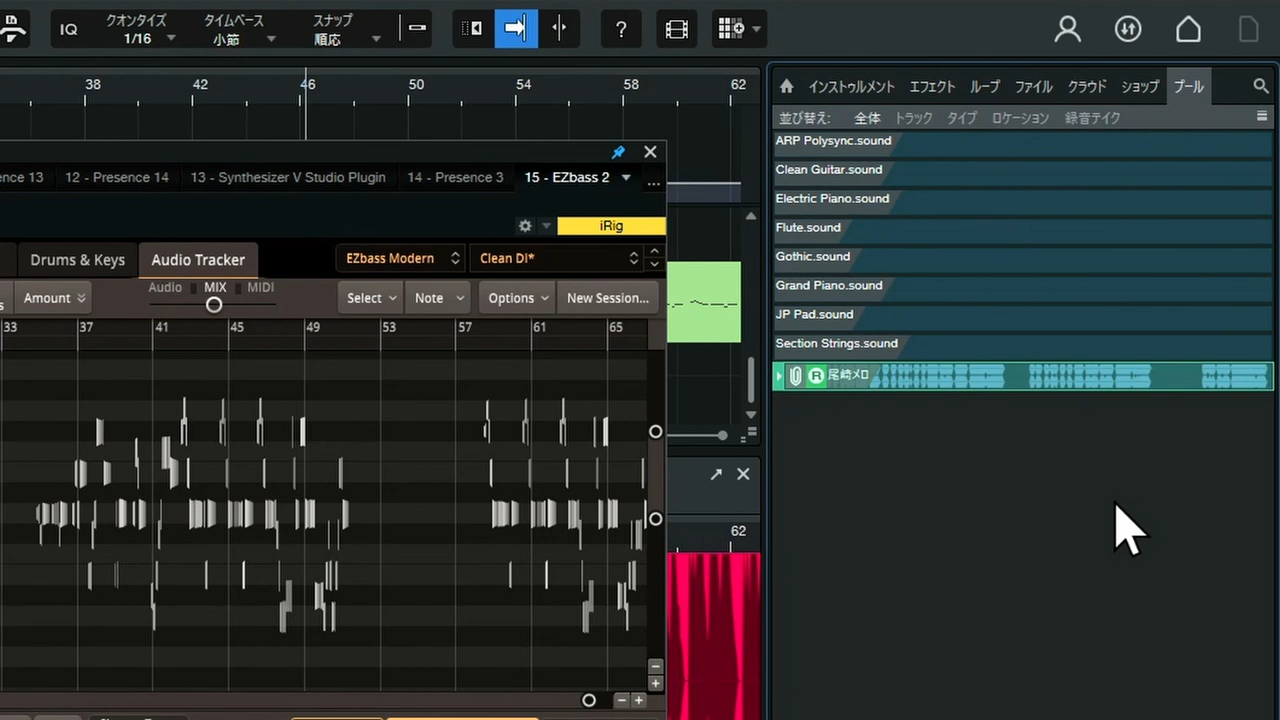 IQ
クオンタイズ
1/16
タイムベース
小節
スナップ
順応
?
38 42 46 50 54 58 62
インストゥルメント エフェクト ループ ファイル クラウド ショップ プール
並び替え: 全体 トラック タイプ ロケーション 録音テイク
ARP Polysync.sound
Clean Guitar.sound
Electric Piano.sound
Flute.sound
Gothic.sound
Grand Piano.sound
JP Pad.sound
Section Strings.sound
R 尾崎メロ
ence 13 12 - Presence 14 13 - Synthesizer V Studio Plugin 14 - Presence 3 15 - EZbass 2 ...
iRig
Drums & Keys Audio Tracker EZbass Modern Clean DI*
s Amount Audio MIX MIDI Select Note Options New Session...
33 37 41 45 49 53 57 61 65
62